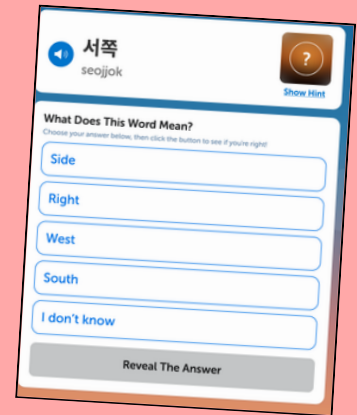 서쪽
seojjok
?
Show Hint
What Does This Word Mean?
Choose your answer below, then click the button to see if you're right!
Side
Right
West
South
I don't know
Reveal The Answer